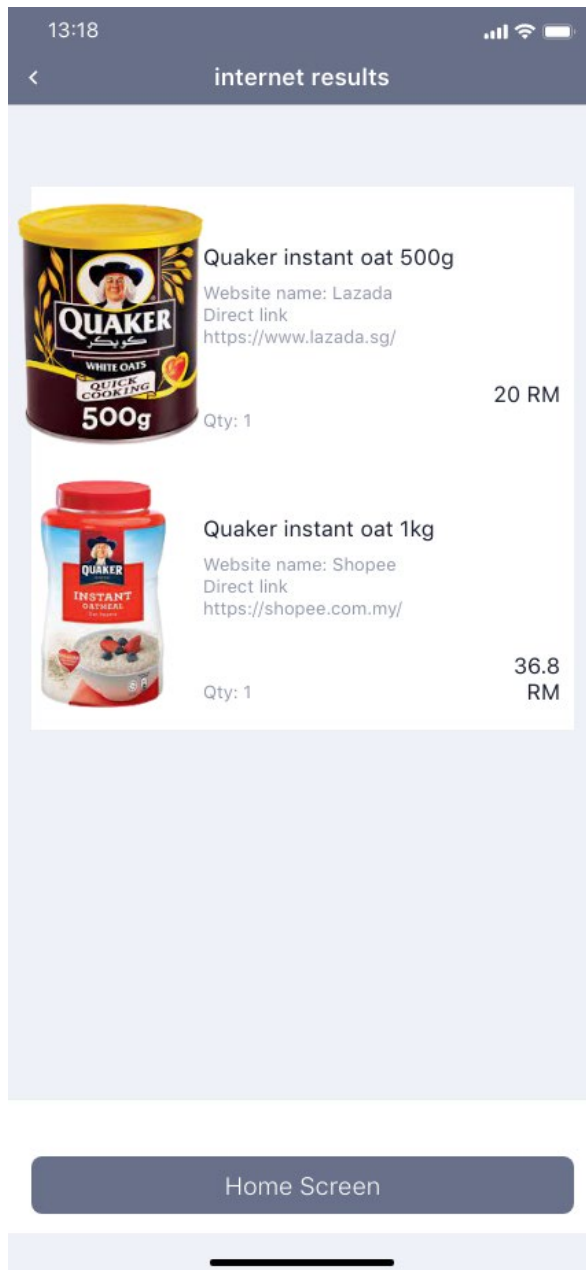 13:18
internet results
QUAKER
كويكر
WHITE OATS
QUICK
COOKING
500g
Quaker instant oat 500g
Website name: Lazada
Direct link
https://www.lazada.sg/
20 RM
Qty: 1
QUAKER
INSTANT
OATMEAL
Quaker instant oat 1kg
Website name: Shopee
Direct link
https://shopee.com.my/
36.8
RM
Qty: 1
Home Screen